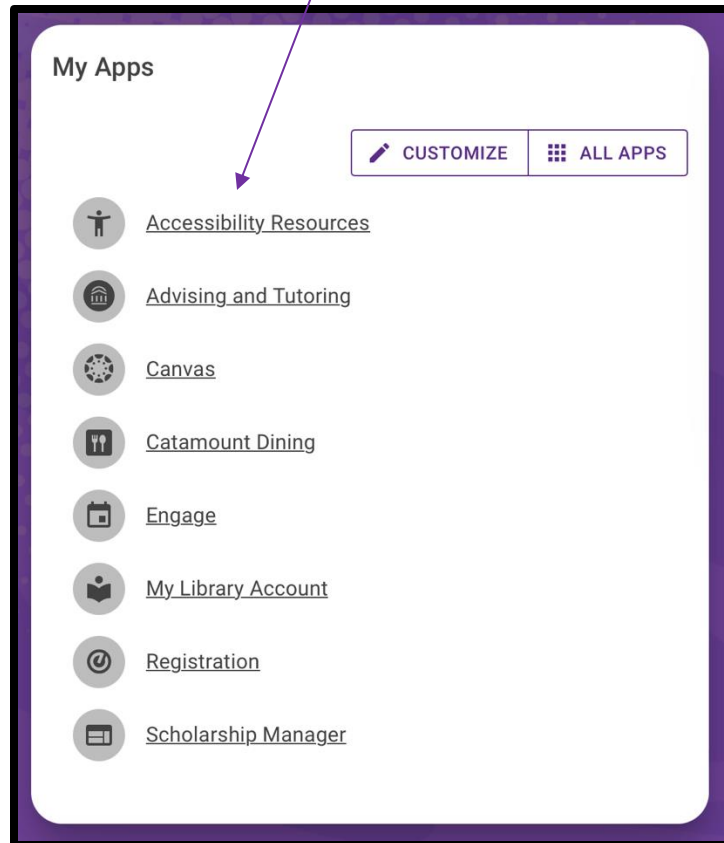 My Apps
CUSTOMIZE ALL APPS
Accessibility Resources
Advising and Tutoring
Canvas
Catamount Dining
Engage
My Library Account
Registration
Scholarship Manager